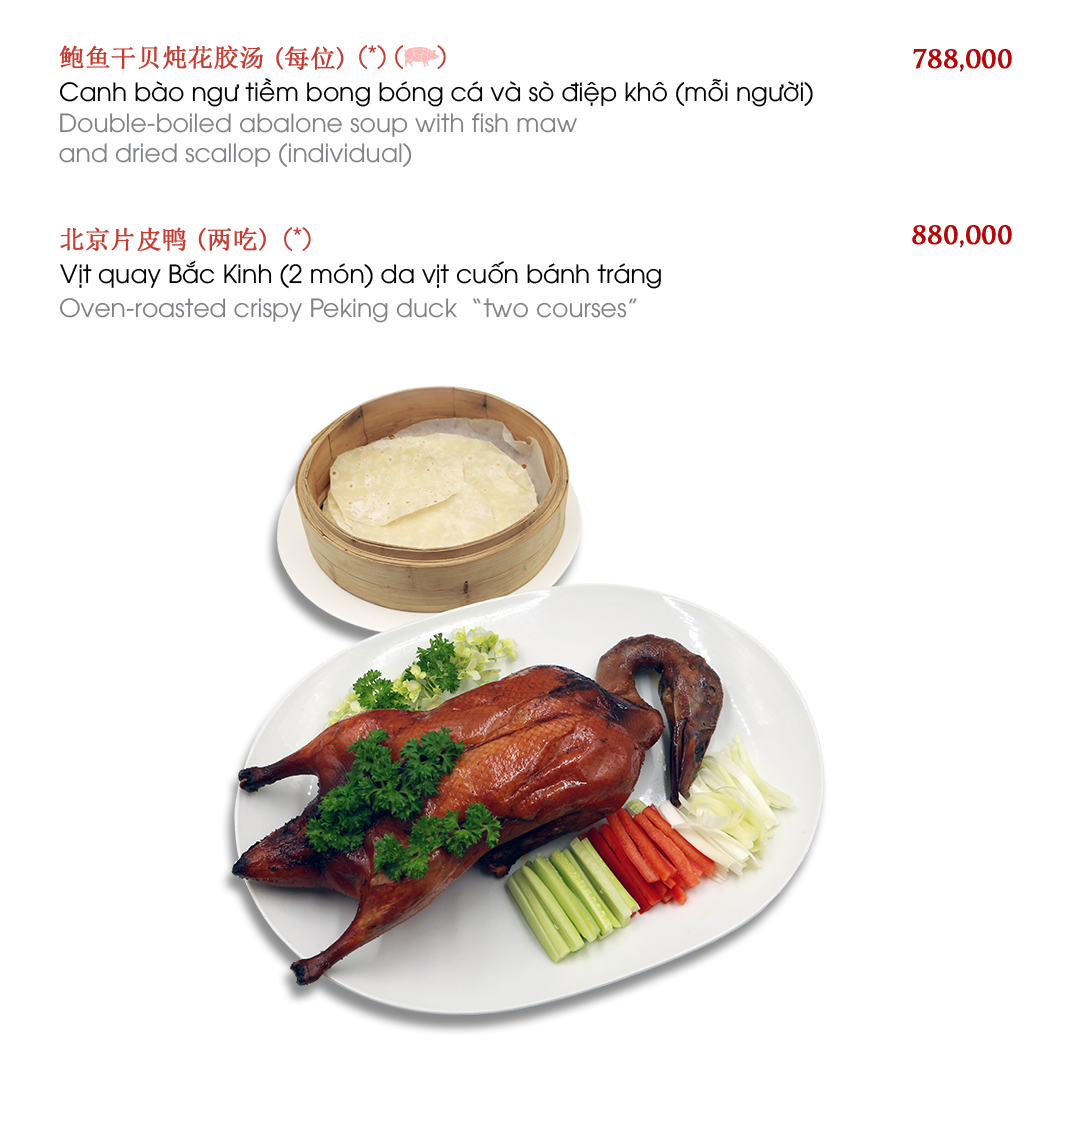 鲍鱼干贝炖花胶汤 (每位) (*) ( )
788,000
Canh bào ngư tiềm bong bóng cá và sò điệp khô (mỗi người)
Double-boiled abalone soup with fish maw
and dried scallop (individual)
北京片皮鸭 (两吃) (*)
880,000
Vịt quay Bắc Kinh (2 món) da vịt cuốn bánh tráng
Oven-roasted crispy Peking duck “two courses”